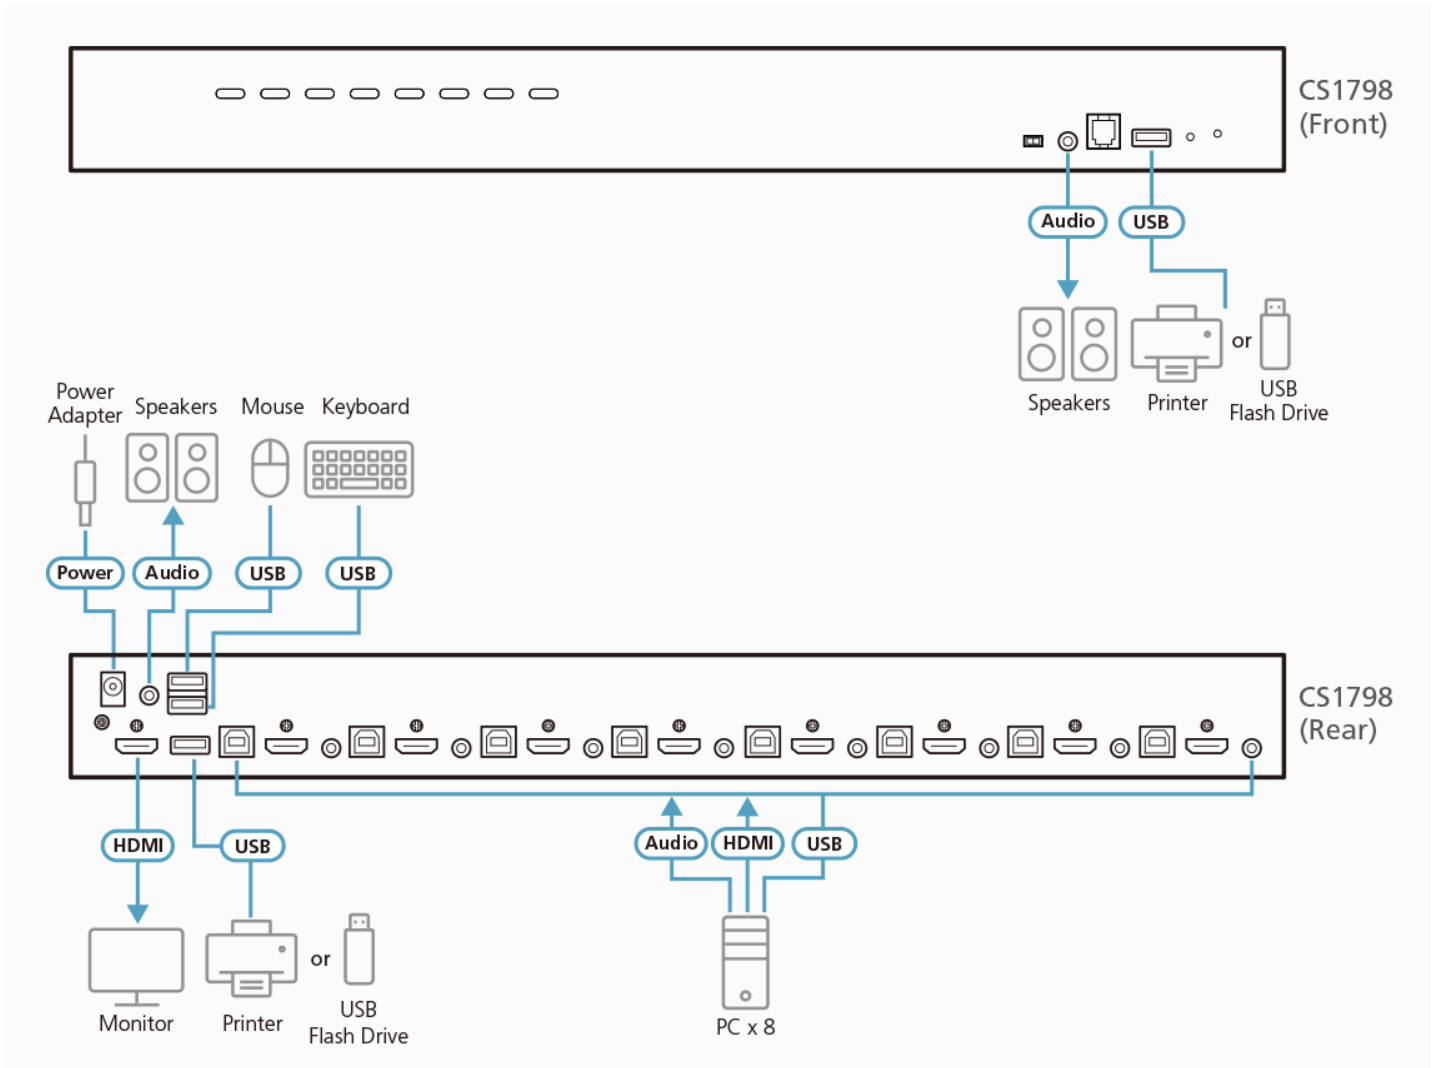 CS1798
(Front)
Audio
USB
or
Speakers
Printer
USB
Flash Drive
Power
Adapter
Speakers
Mouse
Keyboard
Power
Audio
USB
USB
CS1798
(Rear)
HDMI
USB
Audio
HDMI
USB
or
Monitor
Printer
USB
Flash Drive
PC x 8